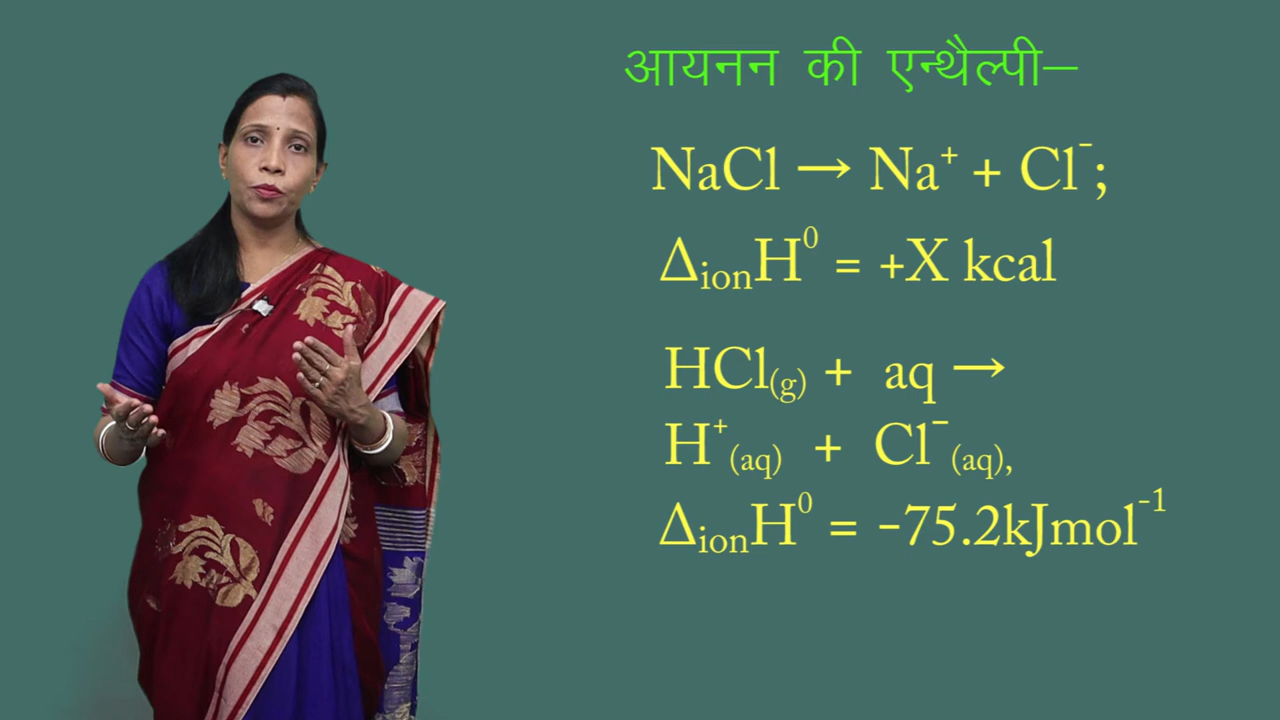 आयनन की एन्थैल्पी–
NaCl → Na⁺ + Cl⁻;
ΔionH⁰ = +X kcal
HCl(g) + aq →
H⁺(aq) + Cl⁻(aq),
ΔionH⁰ = -75.2kJmol⁻¹